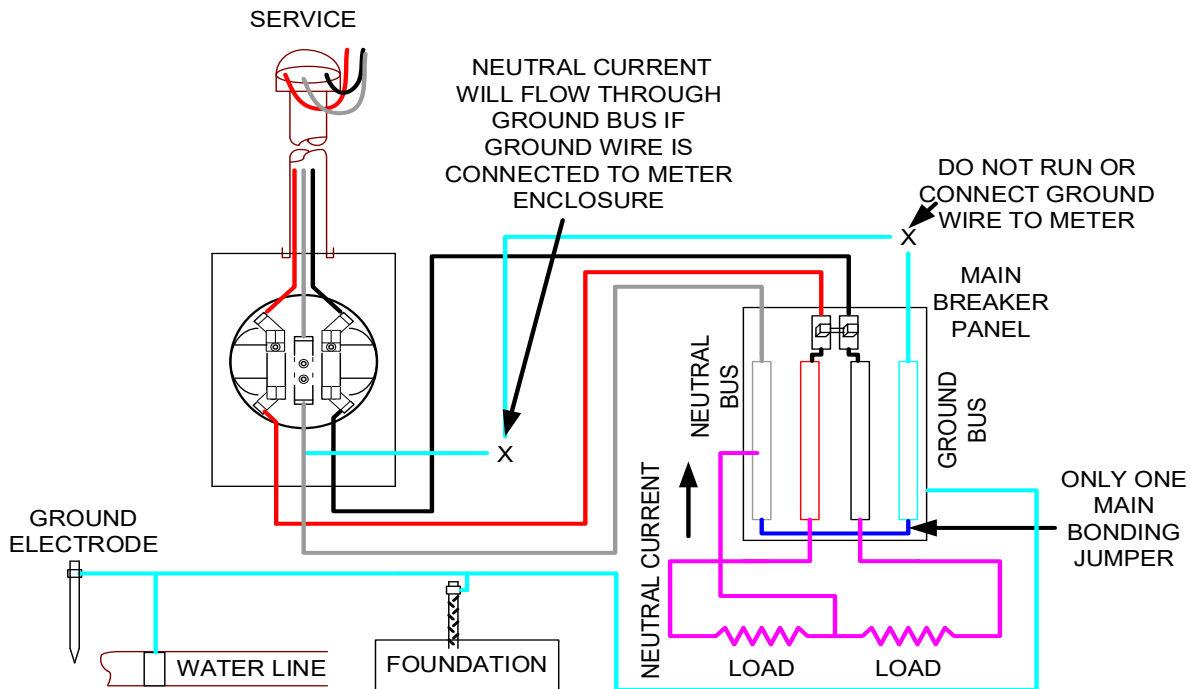 SERVICE
NEUTRAL CURRENT
WILL FLOW THROUGH
GROUND BUS IF
GROUND WIRE IS
CONNECTED TO METER
ENCLOSURE
DO NOT RUN OR
CONNECT GROUND
WIRE TO METER
X
MAIN
BREAKER
PANEL
NEUTRAL
BUS
GROUND
BUS
X
ONLY ONE
MAIN
BONDING
JUMPER
GROUND
ELECTRODE
NEUTRAL CURRENT
WATER LINE
FOUNDATION
LOAD
LOAD